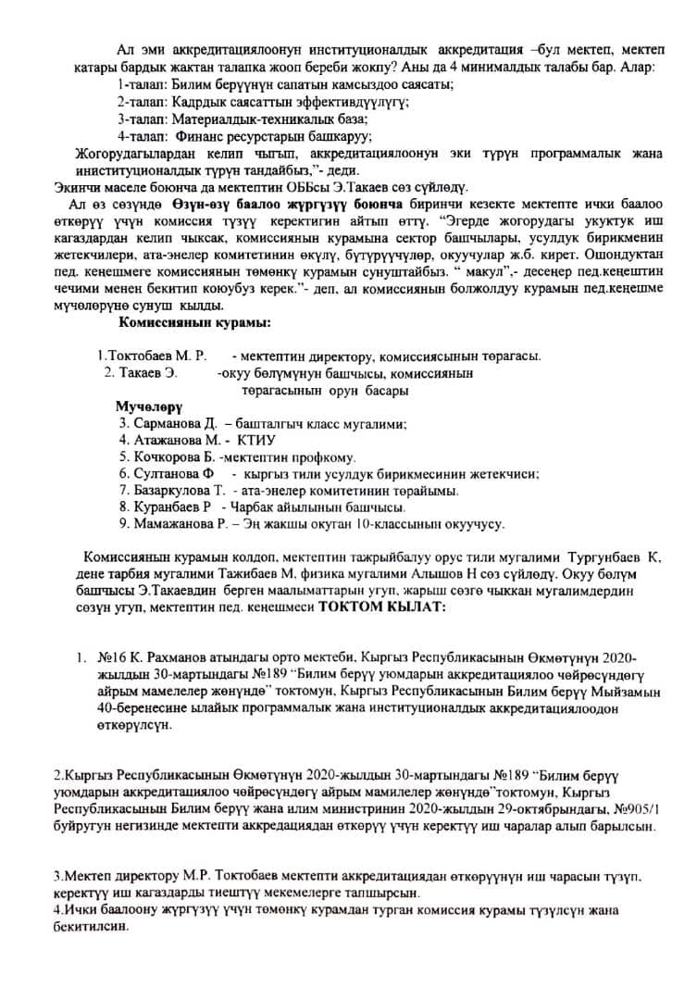 Ал эми аккредитациялоонун институционалдык аккредитация –бул мектеп, мектеп
катары бардык жактан талапка жооп береби жокпу? Аны да 4 минималдык талабы бар. Алар:
1-талап: Билим берүүнүн сапатын камсыздоо саясаты;
2-талап: Кадрдык саясаттын эффективдүүлүгү;
3-талап: Материалдык-техникалык база;
4-талап: Финанс ресурстарын башкаруу;
Жогорудагылардан келип чыгып, аккредитациялоонун эки түрүн программалык жана
иниституционалдык түрүн тандайбыз,”- деди.
Экинчи маселе боюнча да мектептин ОББсы Э.Такаев сөз сүйлөдү.
Ал өз сөзүндө Өзүн-өзү баалоо жүргүзүү боюнча биринчи кезекте мектепте ички баалоо
өткөрүү үчүн комиссия түзүү керектигин айтып өттү. “Эгерде жогорудагы укуктук иш
кагаздардан келип чыксак, комиссиянын курамына сектор башчылары, усулдук бирикменин
жетекчилери, ата-энелер комитетинин өкүлү, бүтүрүүчүлөр, окуучулар ж.б. кирет. Ошондуктан
пед. кеңешмеге комиссиянын төмөнкү курамын сунуштайбыз. “ макул”,- десеңер пед.кеңештин
чечими менен бекитип коюубуз керек.”- деп, ал комиссиянын болжолдуу курамын пед.кеңешме
мүчөлөрүнө сунуш кылды.
Комиссиянын курамы:
1.Токтобаев М. Р. - мектептин директору, комиссиясынын төрагасы.
2. Такаев Э. -окуу бөлүмүнун башчысы, комиссиянын
төрагасынын орун басары
Мүчөлөрү
3. Сарманова Д. – башталгыч класс мугалими;
4. Атажанова М. - КТИУ
5. Кочкорова Б. -мектептин профкому.
6. Султанова Ф - кыргыз тили усулдук бирикмесинин жетекчиси;
7. Базаркулова Т. - ата-энелер комитетинин төрайымы.
8. Куранбаев Р - Чарбак айылынын башчысы.
9. Мамажанова Р. – Эң жакшы окуган 10-классынын окуучусу.
Комиссиянын курамын колдоп, мектептин тажрыйбалуу орус тили мугалими Тургунбаев К,
дене тарбия мугалими Тажибаев М, физика мугалими Алышов Н сөз сүйлөдү. Окуу бөлүм
башчысы Э.Такаевдин берген маалыматтарын угуп, жарыш сөзгө чыккан мугалимдердин
сөзүн угуп, мектептин пед. кеңешмеси ТОКТОМ КЫЛАТ:
1. №16 К. Рахманов атындагы орто мектеби, Кыргыз Республикасынын Өкмөтүнүн 2020-
жылдын 30-мартындагы №189 “Билим берүү уюмдарын аккредитациялоо чөйрөсүндөгү
айрым мамелелер жөнүндө” токтомун, Кыргыз Республикасынын Билим берүү Мыйзамын
40-беренесине ылайык программалык жана институционалдык аккредитациялоодон
өткөрүлсүн.
2.Кыргыз Республикасынын Өкмөтүнүн 2020-жылдын 30-мартындагы №189 “Билим берүү
уюмдарын аккредитациялоо чөйрөсүндөгү айрым мамилелер жөнүндө”токтомун, Кыргыз
Республикасынын Билим берүү жана илим министринин 2020-жылдын 29-октябрындагы, №905/1
буйругун негизинде мектепти аккредациядан өткөрүү үчүн керектүү иш чаралар алып барылсын.
3.Мектеп директору М.Р. Токтобаев мектепти аккредитациядан өткөрүүнүн иш чарасын түзүп,
керектүү иш кагаздарды тиештүү мекемелерге тапшырсын.
4.Ички баалоону жүргүзүү үчүн төмөнкү курамдан турган комиссия курамы түзүлсүн жана
бекитилсин.